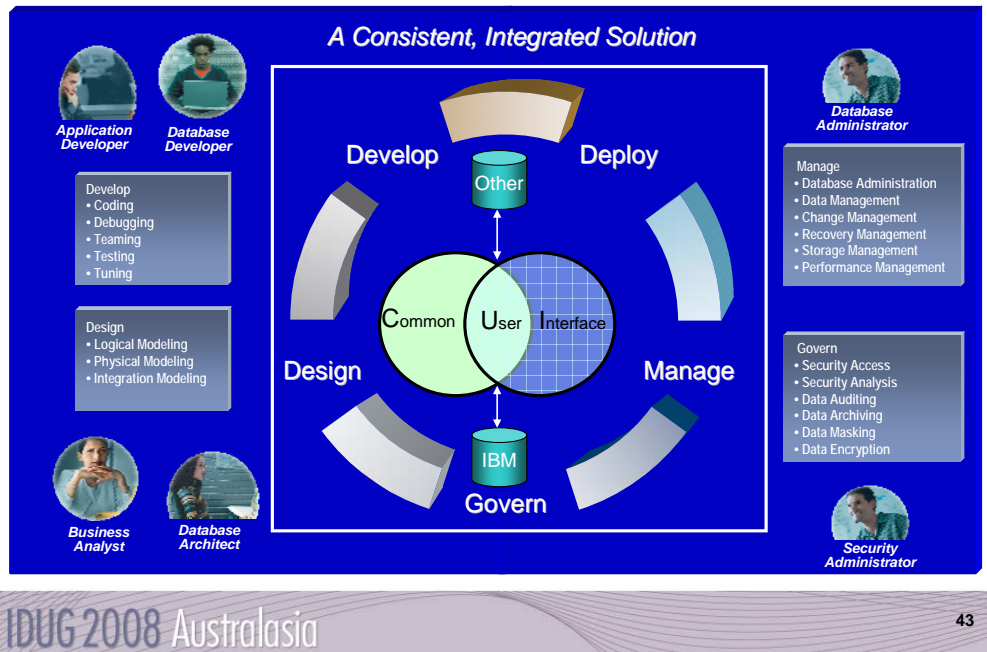 A Consistent, Integrated Solution
Application
Developer
Database
Developer
Develop
• Coding
• Debugging
• Teaming
• Testing
• Tuning
Design
• Logical Modeling
• Physical Modeling
• Integration Modeling
Business
Analyst
Database
Architect
Develop
Deploy
Other
Common User Interface
Design
Manage
IBM
Govern
Database
Administrator
Manage
• Database Administration
• Data Management
• Change Management
• Recovery Management
• Storage Management
• Performance Management
Govern
• Security Access
• Security Analysis
• Data Auditing
• Data Archiving
• Data Masking
• Data Encryption
Security
Administrator
IDUG 2008 Australasia
43